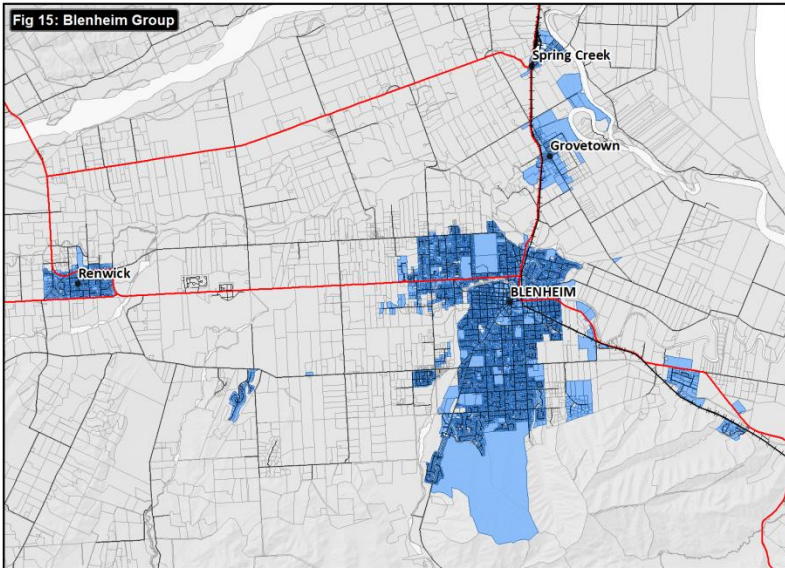 Fig 15: Blenheim Group
Spring Creek
Grovetown
Renwick
BLENHEIM